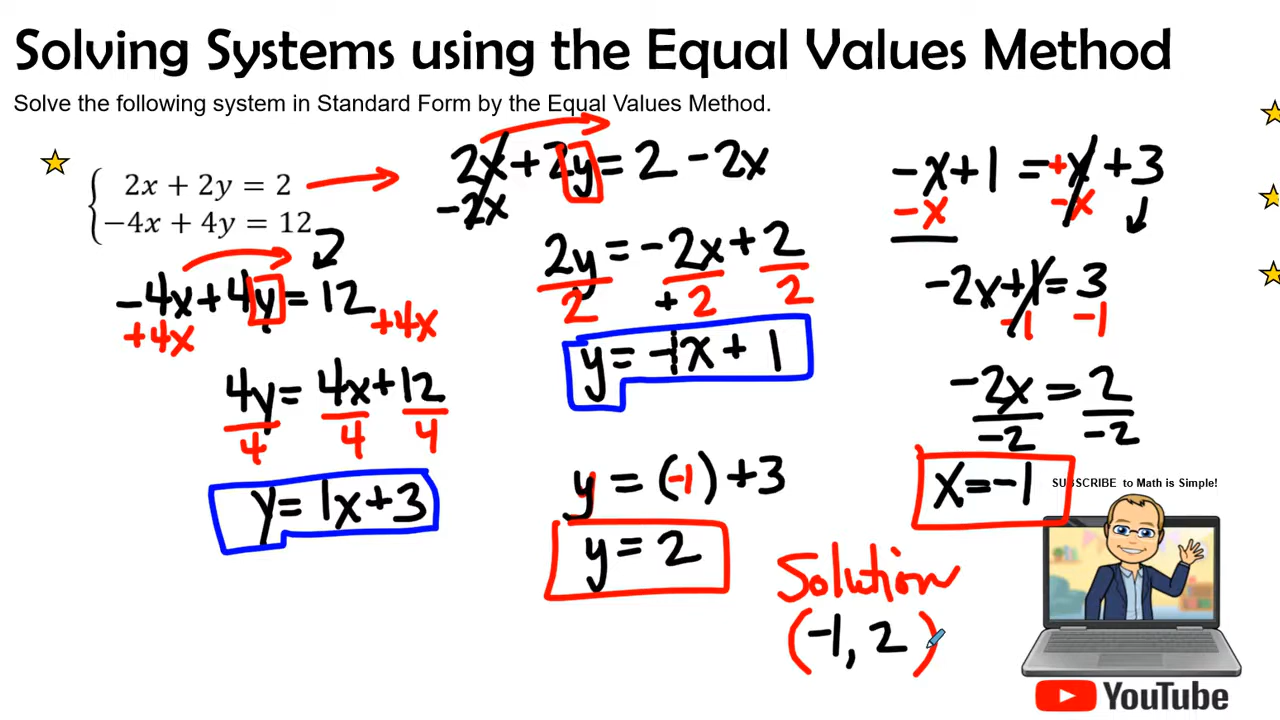 Solving Systems using the Equal Values Method
Solve the following system in Standard Form by the Equal Values Method.
2x + 2y = 2
−4x + 4y = 12
-4x+4y=12
+4x +4x
4y= 4x+12
4 4 4
y= 1x+3
2x+2y=2-2x
-2x
2y=-2x+2
2 +2 2
y=-1x+1
y=(-1)+3
y=2
-x+1=+x+3
-x -x
-2x+1=3
-1 -1
-2x=2
-2 -2
x=-1
Solution
(-1, 2)
SUBSCRIBE to Math is Simple!
YouTube